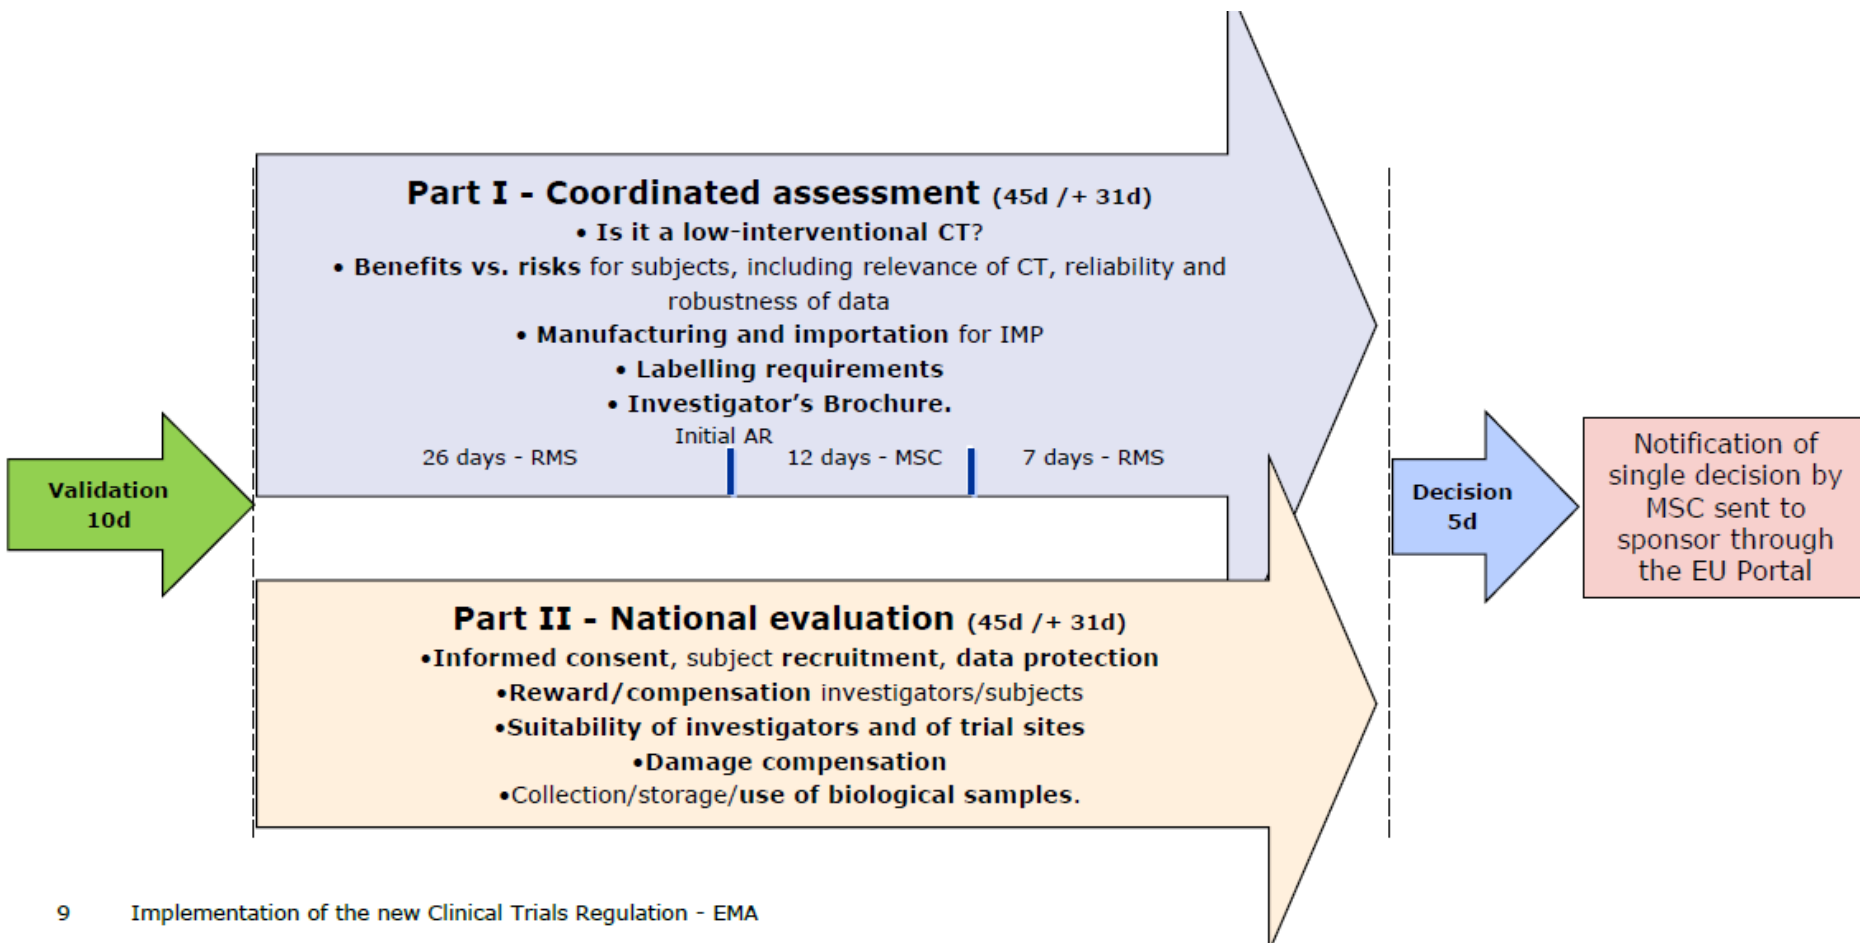 Part I - Coordinated assessment (45d /+ 31d)
• Is it a low-interventional CT?
• Benefits vs. risks for subjects, including relevance of CT, reliability and
robustness of data
• Manufacturing and importation for IMP
• Labelling requirements
• Investigator’s Brochure.
Initial AR
26 days - RMS
12 days - MSC
7 days - RMS
Validation
10d
Part II - National evaluation (45d /+ 31d)
•Informed consent, subject recruitment, data protection
•Reward/compensation investigators/subjects
•Suitability of investigators and of trial sites
•Damage compensation
•Collection/storage/use of biological samples.
Decision
5d
Notification of
single decision by
MSC sent to
sponsor through
the EU Portal
9 Implementation of the new Clinical Trials Regulation - EMA